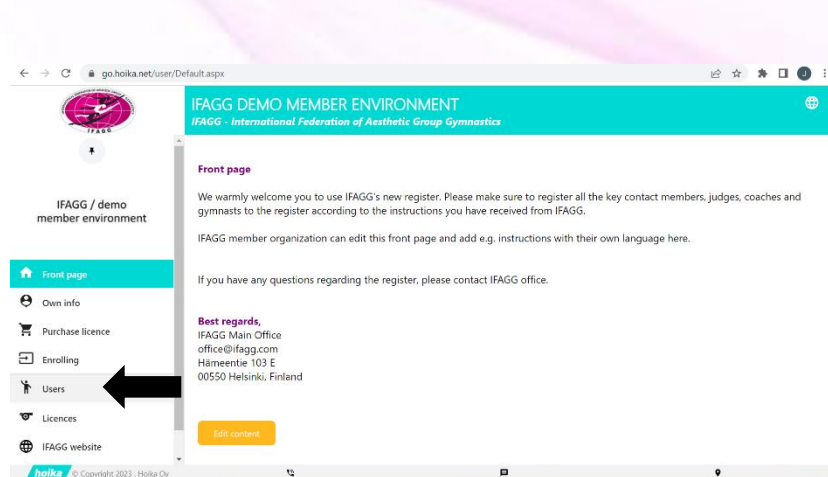 go.hoika.net/user/Default.aspx
J
IFAGG
IFAGG DEMO MEMBER ENVIRONMENT
IFAGG - International Federation of Aesthetic Group Gymnastics
IFAGG / demo
member environment
Front page
Own info
Purchase licence
Enrolling
Users
Licences
IFAGG website
Front page
We warmly welcome you to use IFAGG's new register. Please make sure to register all the key contact members, judges, coaches and
gymnasts to the register according to the instructions you have received from IFAGG.
IFAGG member organization can edit this front page and add e.g. instructions with their own language here.
If you have any questions regarding the register, please contact IFAGG office.
Best regards,
IFAGG Main Office
office@ifagg.com
Hämeentie 103 E
00550 Helsinki, Finland
Edit content
hoika © Copyright 2023 . Hoika Oy